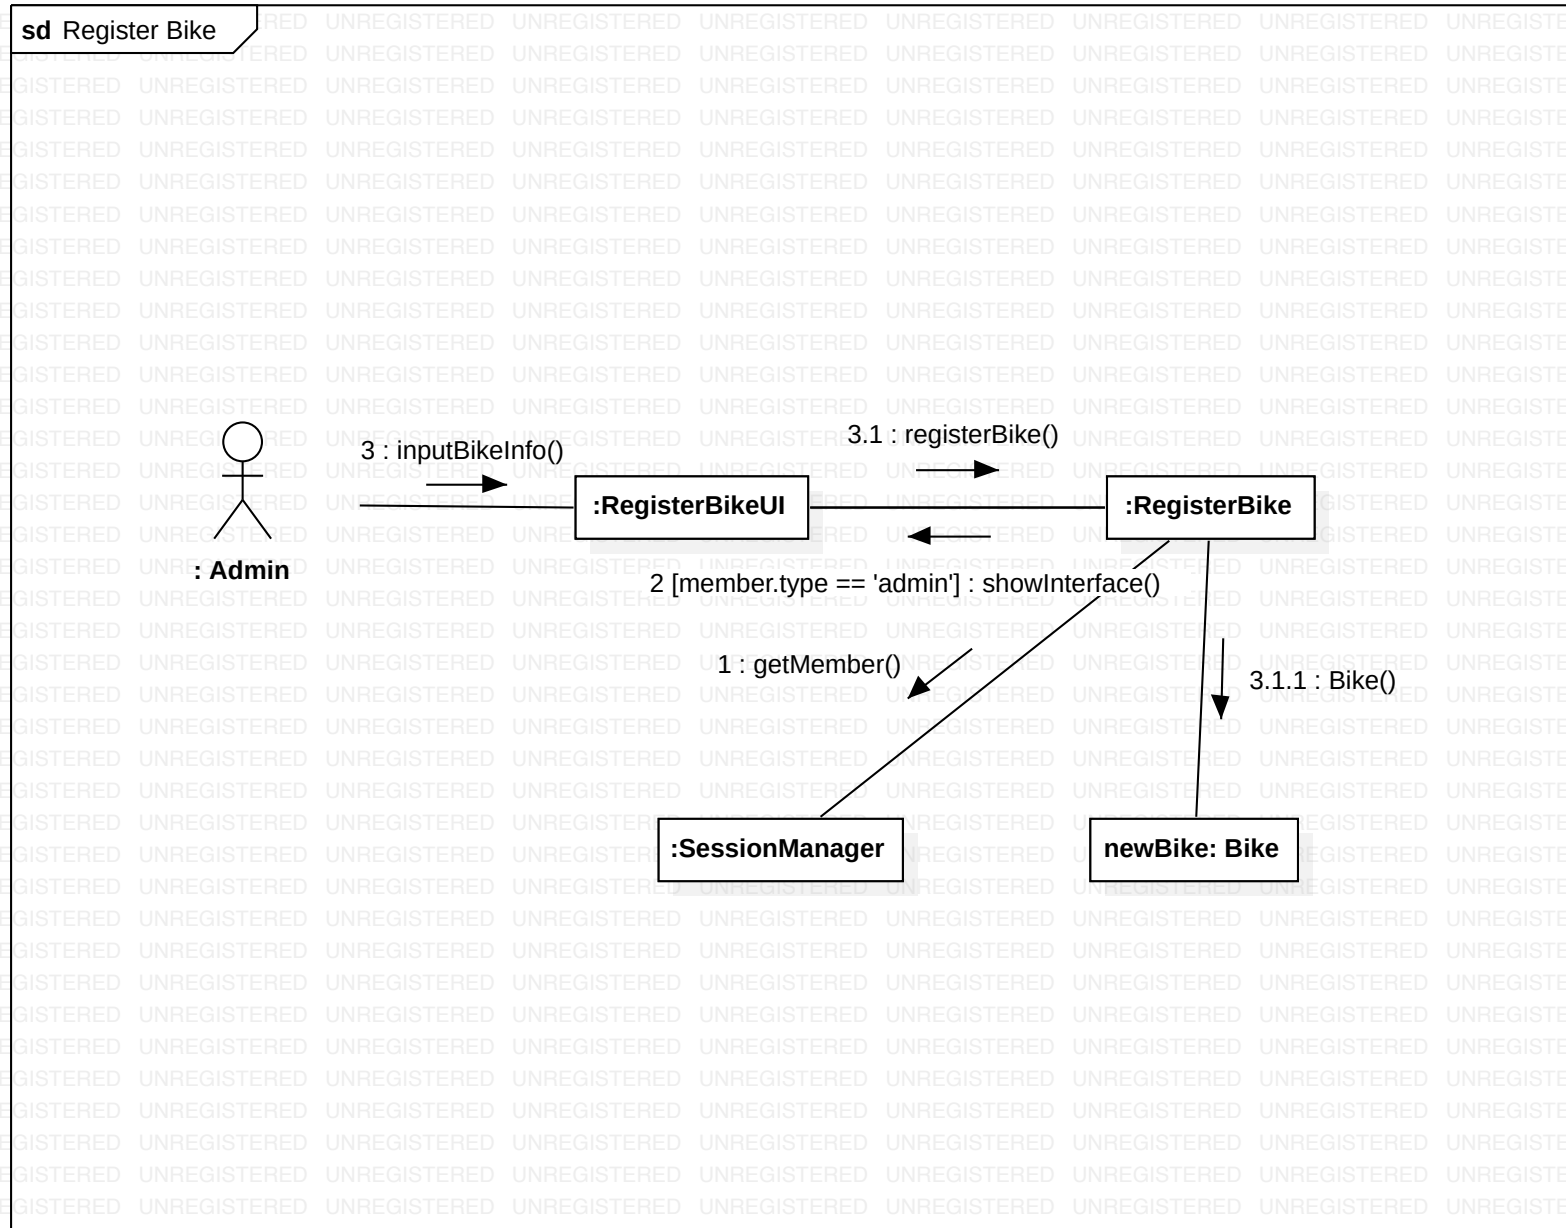 sd Register Bike
3 : inputBikeInfo()
3.1 : registerBike()
:RegisterBikeUI
:RegisterBike
: Admin
2 [member.type == 'admin'] : showInterface()
1 : getMember()
3.1.1 : Bike()
:SessionManager
newBike: Bike
UNREGISTERED